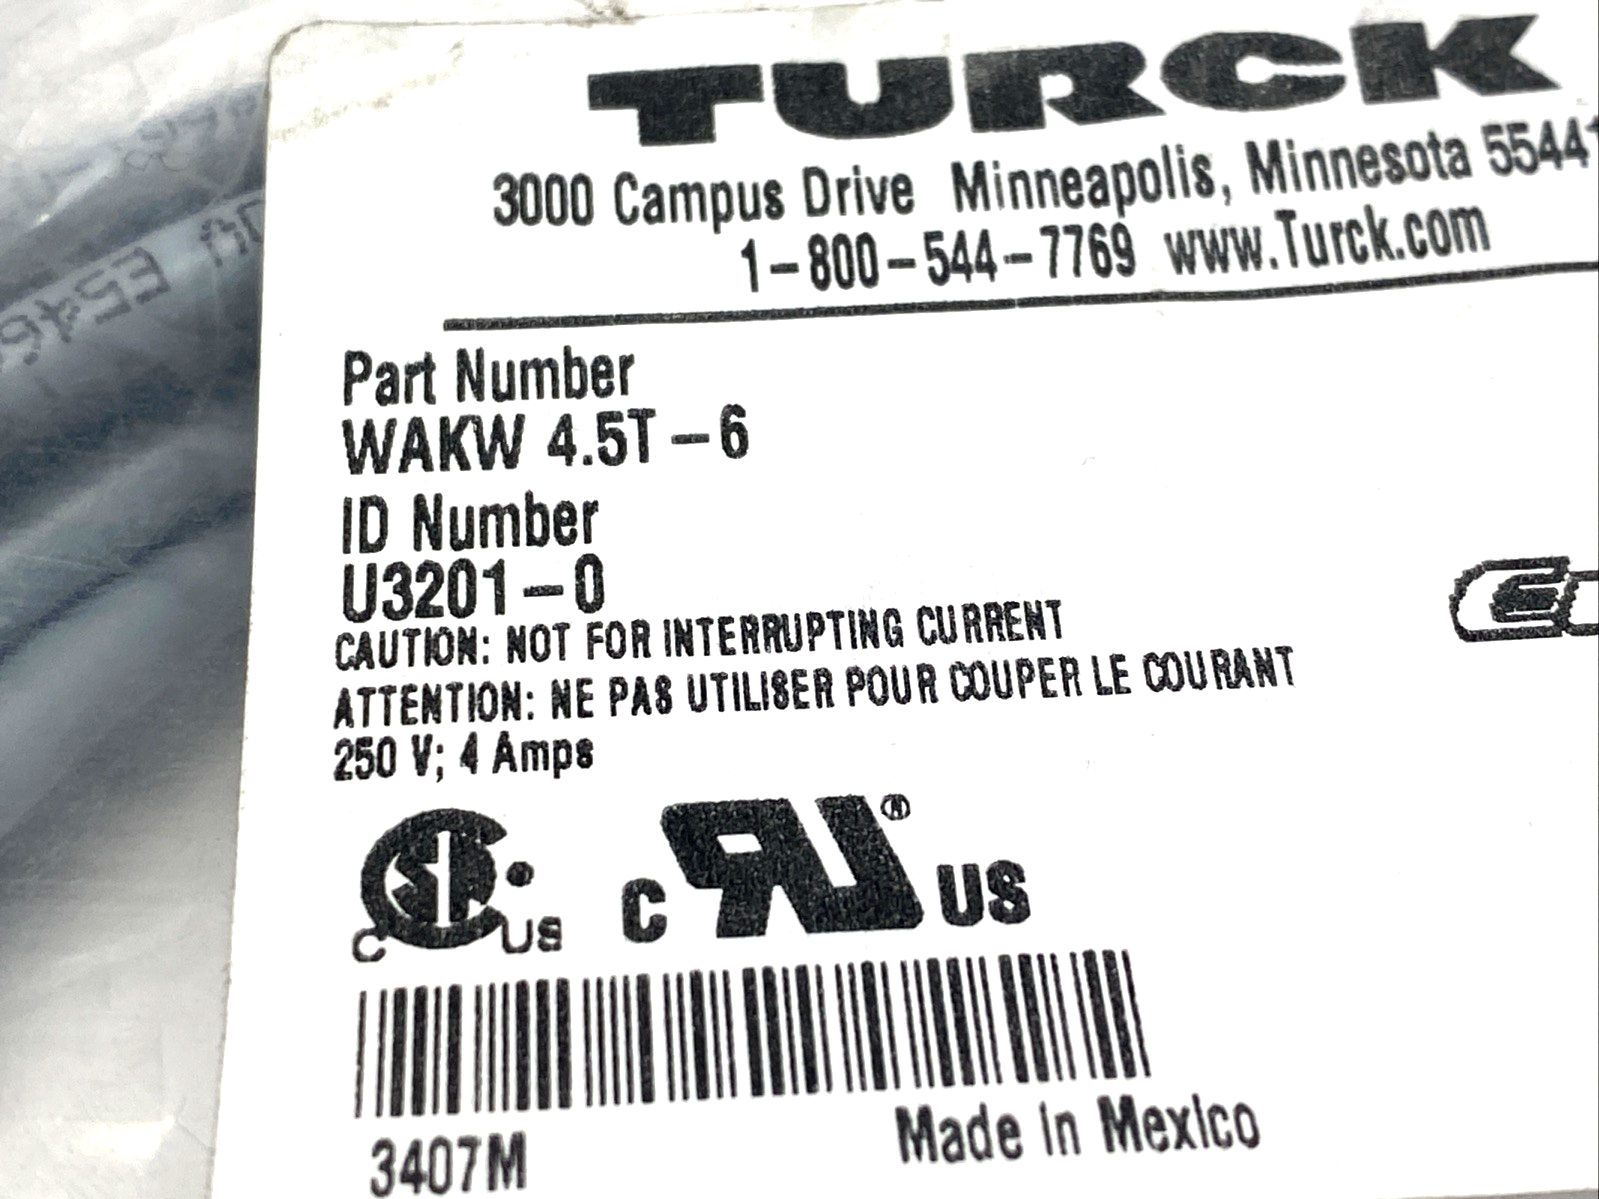 TURCK
3000 Campus Drive Minneapolis, Minnesota 55441
1-800-544-7769 www.Turck.com
Part Number
WAKW 4.5T-6
ID Number
U3201-0
CAUTION: NOT FOR INTERRUPTING CURRENT
ATTENTION: NE PAS UTILISER POUR COUPER LE COURANT
250 V; 4 Amps
C US
C US ®
3407M
Made in Mexico